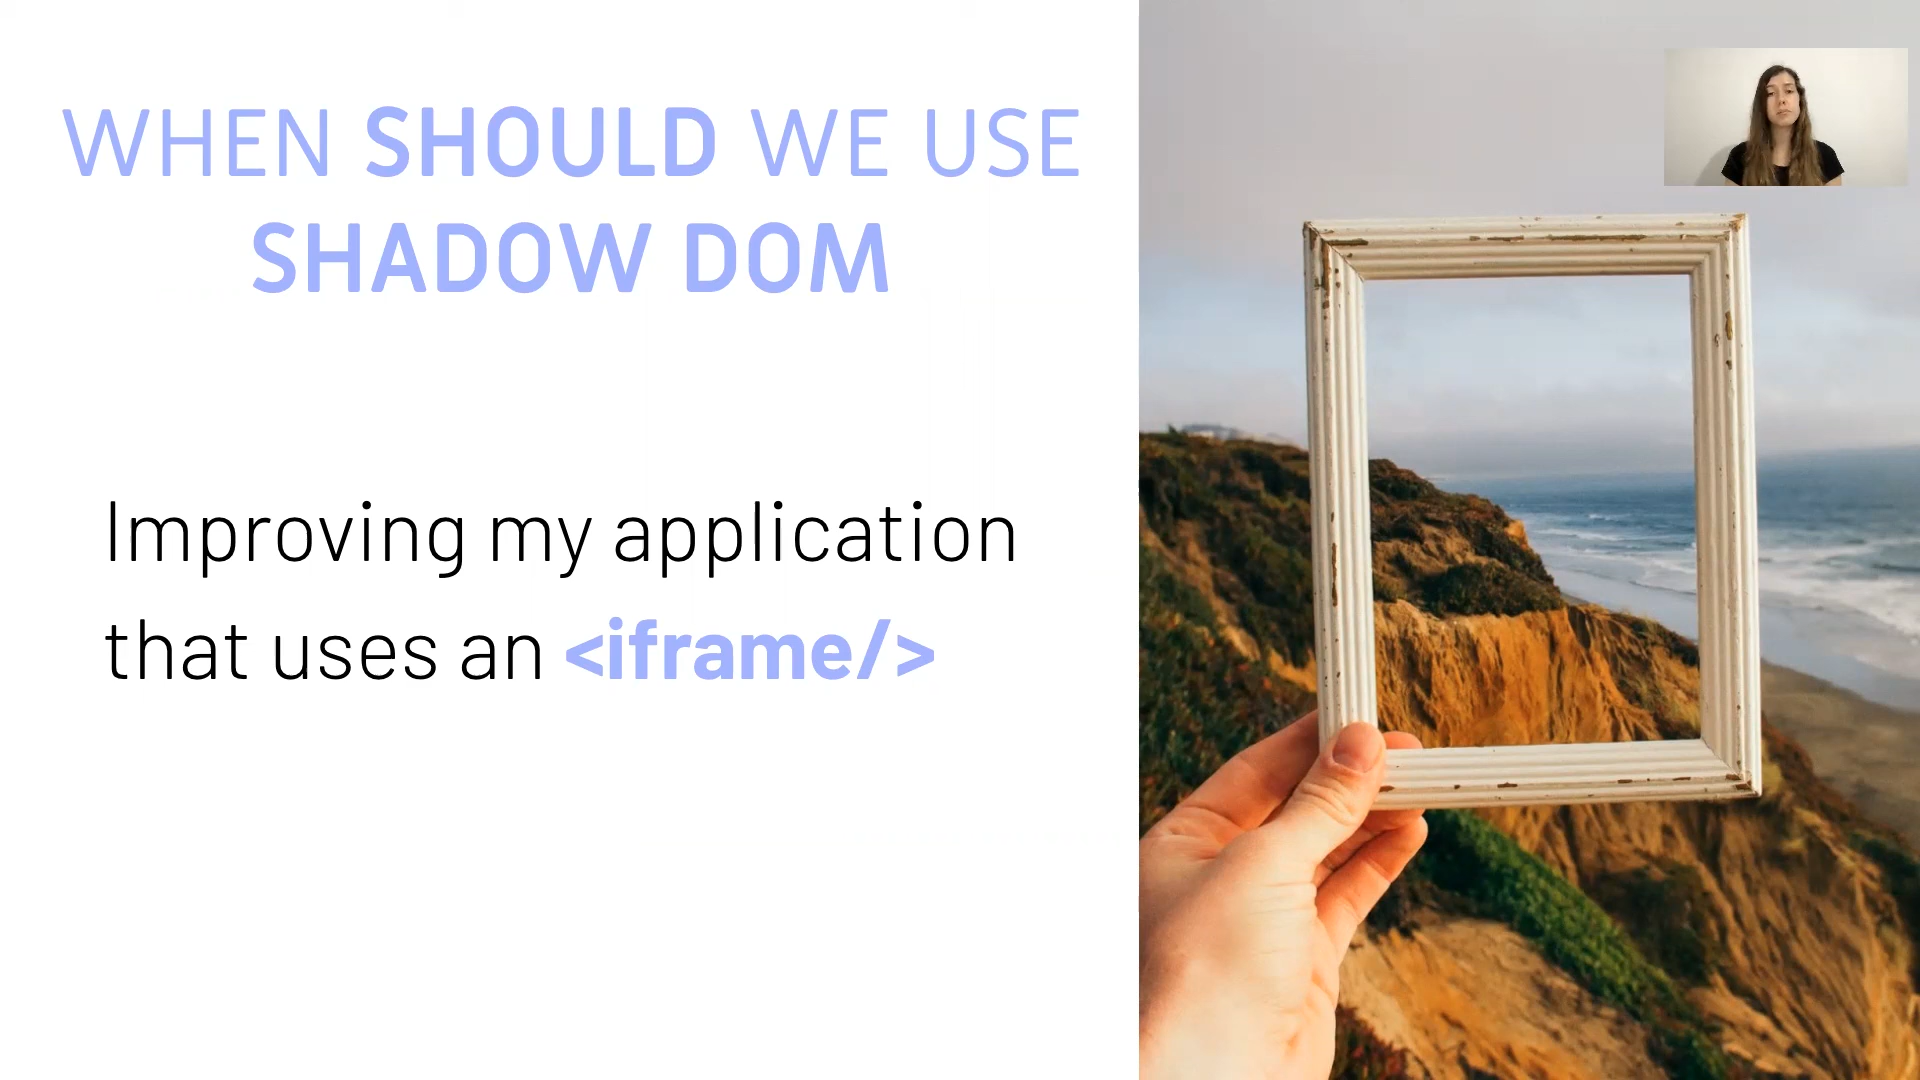 WHEN SHOULD WE USE
SHADOW DOM
Improving my application
that uses an <iframe/>